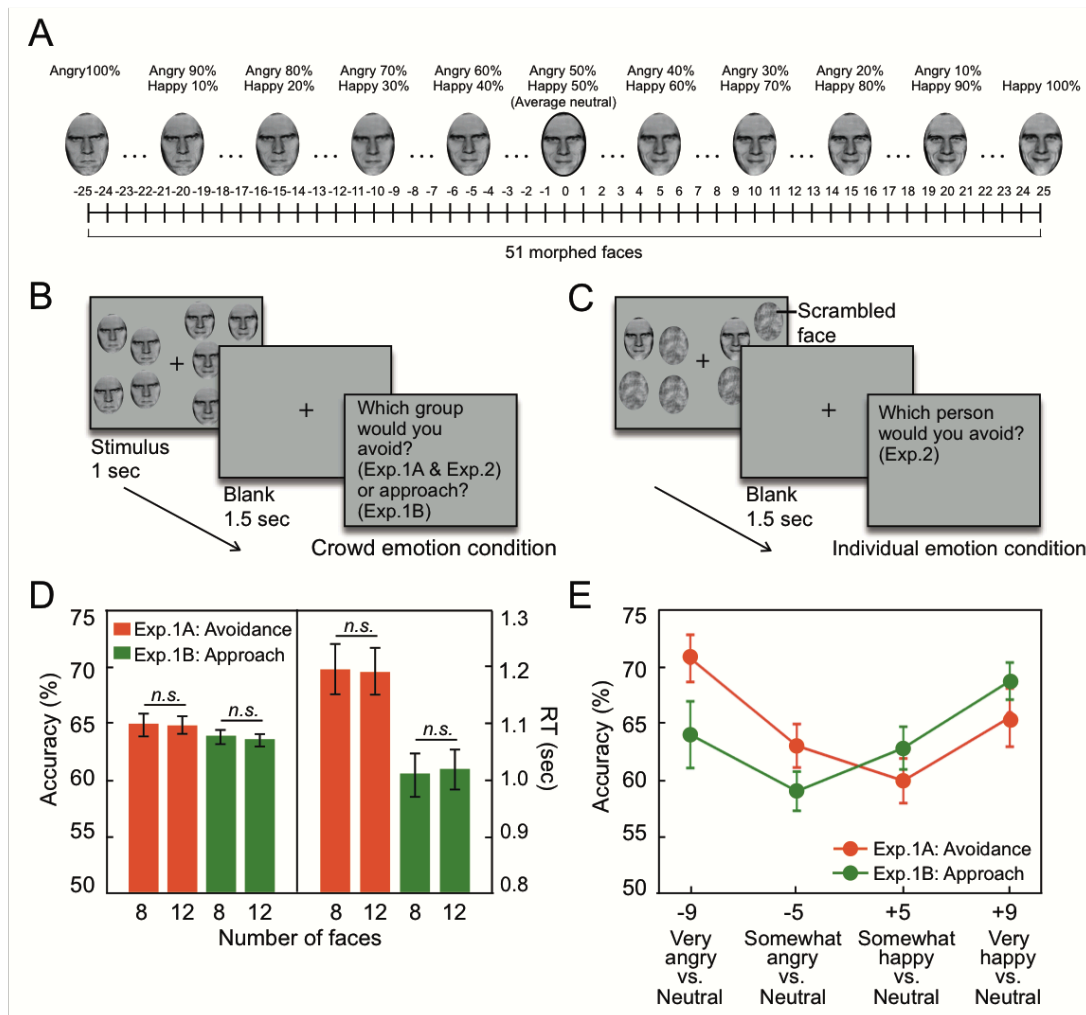 A
Angry100%
Angry 90%
Happy 10%
Angry 80%
Happy 20%
Angry 70%
Happy 30%
Angry 60%
Happy 40%
Angry 50%
Happy 50%
(Average neutral)
Angry 40%
Happy 60%
Angry 30%
Happy 70%
Angry 20%
Happy 80%
Angry 10%
Happy 90%
Happy 100%
-25 -24 -23 -22 -21 -20 -19 -18 -17 -16 -15 -14 -13 -12 -11 -10 -9 -8 -7 -6 -5 -4 -3 -2 -1 0 1 2 3 4 5 6 7 8 9 10 11 12 13 14 15 16 17 18 19 20 21 22 23 24 25
51 morphed faces
B
Stimulus
1 sec
Blank
1.5 sec
Which group
would you
avoid?
(Exp.1A & Exp.2)
or approach?
(Exp.1B)
Crowd emotion condition
C
Scrambled
face
Blank
1.5 sec
Which person
would you avoid?
(Exp.2)
Individual emotion condition
D
Accuracy (%)
75
70
65
60
55
50
Exp.1A: Avoidance
Exp.1B: Approach
n.s.
n.s.
n.s.
n.s.
1.3
1.2
1.1
1.0
0.9
0.8
RT (sec)
8 12 8 12 8 12 8 12
Number of faces
E
Accuracy (%)
75
70
65
60
55
50
Exp.1A: Avoidance
Exp.1B: Approach
-9
Very
angry
vs.
Neutral
-5
Somewhat
angry
vs.
Neutral
+5
Somewhat
happy
vs.
Neutral
+9
Very
happy
vs.
Neutral